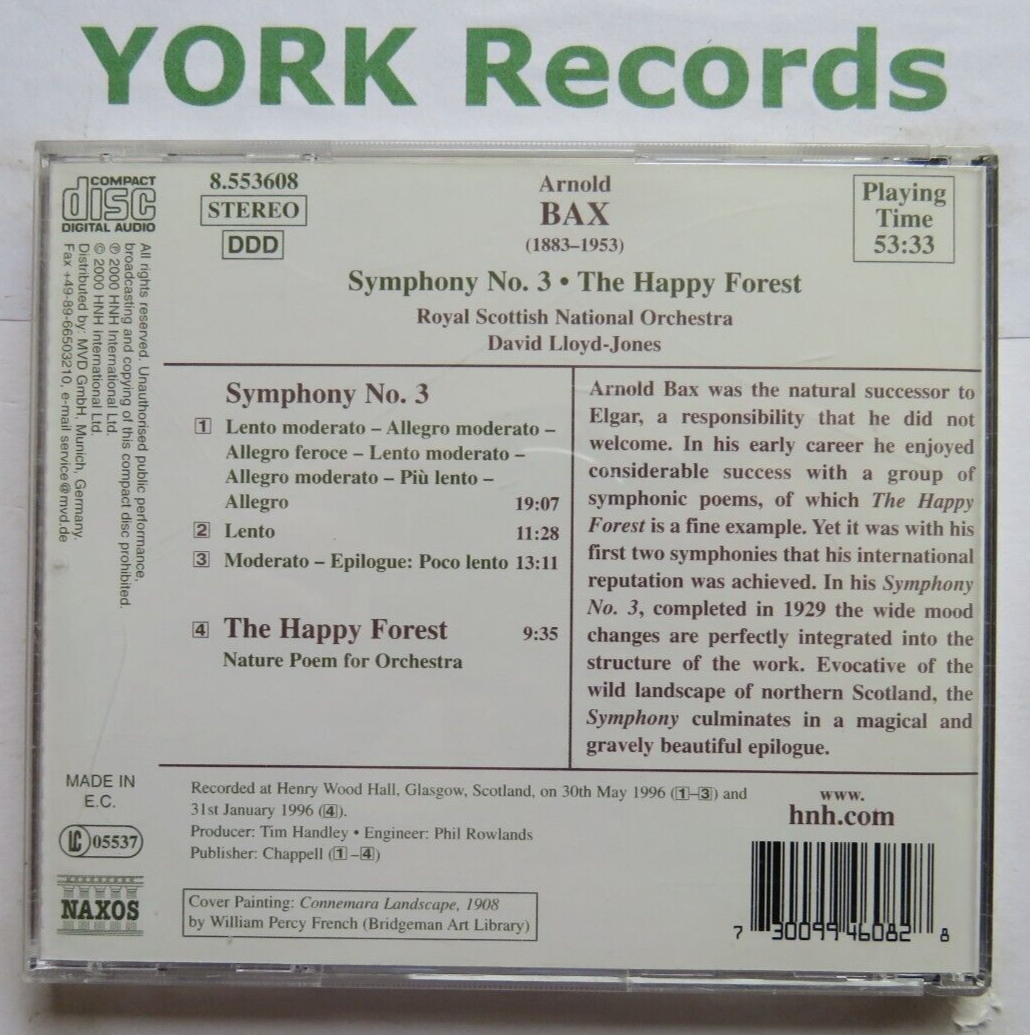 YORK Records
COMPACT
disc
DIGITAL AUDIO
8.553608
STEREO
DDD
Arnold
BAX
(1883–1953)
Playing
Time
53:33
Symphony No. 3 • The Happy Forest
Royal Scottish National Orchestra
David Lloyd-Jones
All rights reserved. Unauthorised public performance,
broadcasting and copying of this compact disc prohibited.
℗ 2000 HNH International Ltd.
© 2000 HNH International Ltd.
Distributed by: MVD GmbH, Munich, Germany.
Fax +49-89-66503210, e-mail service@mvd.de
Symphony No. 3
1 Lento moderato – Allegro moderato –
Allegro feroce – Lento moderato –
Allegro moderato – Più lento –
Allegro 19:07
2 Lento 11:28
3 Moderato – Epilogue: Poco lento 13:11
4 The Happy Forest 9:35
Nature Poem for Orchestra
Arnold Bax was the natural successor to
Elgar, a responsibility that he did not
welcome. In his early career he enjoyed
considerable success with a group of
symphonic poems, of which The Happy
Forest is a fine example. Yet it was with his
first two symphonies that his international
reputation was achieved. In his Symphony
No. 3, completed in 1929 the wide mood
changes are perfectly integrated into the
structure of the work. Evocative of the
wild landscape of northern Scotland, the
Symphony culminates in a magical and
gravely beautiful epilogue.
MADE IN
E.C.
LC 05537
NAXOS
Recorded at Henry Wood Hall, Glasgow, Scotland, on 30th May 1996 (1–3) and
31st January 1996 (4).
Producer: Tim Handley • Engineer: Phil Rowlands
Publisher: Chappell (1–4)
Cover Painting: Connemara Landscape, 1908
by William Percy French (Bridgeman Art Library)
www.
hnh.com
7 30099 46082 8